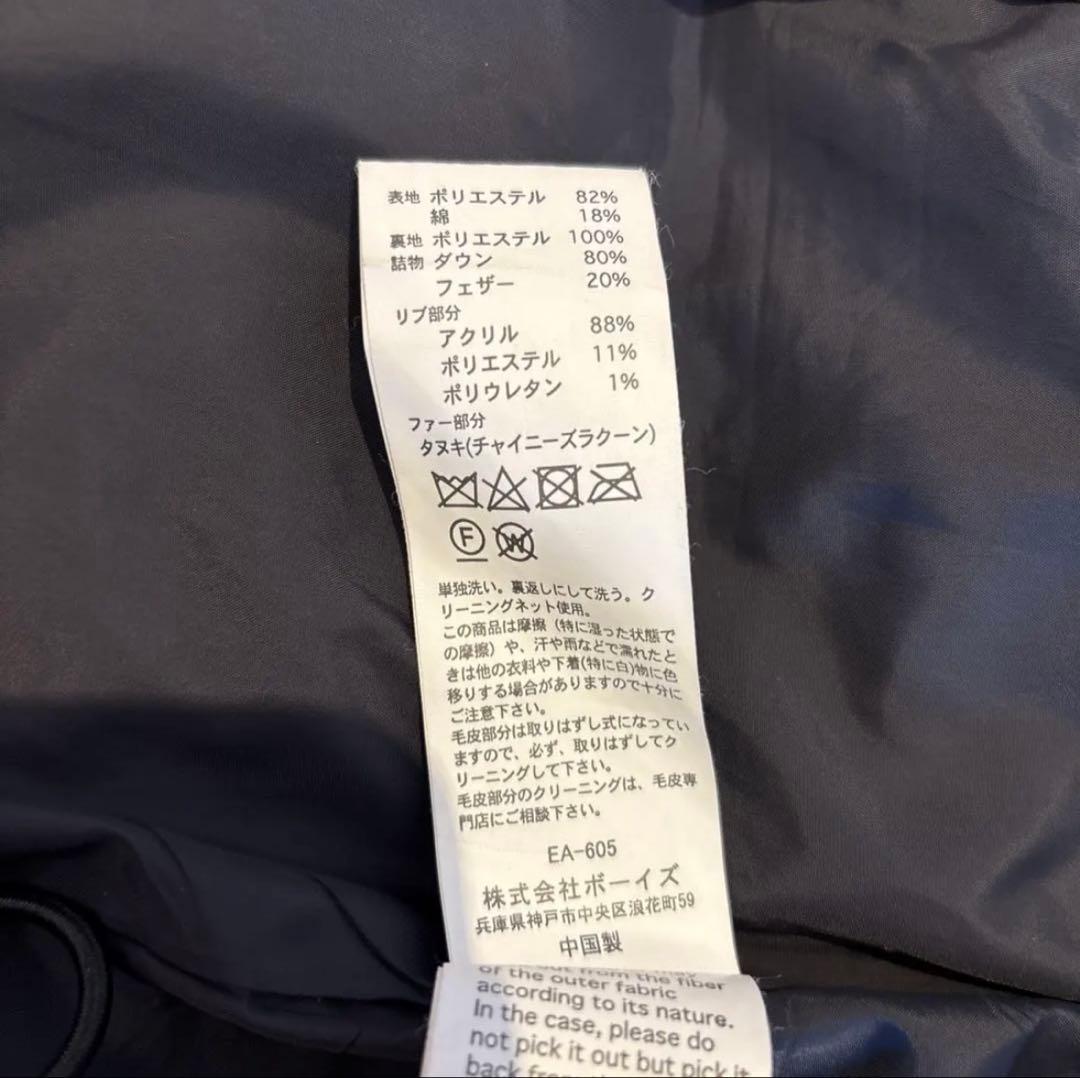 表地 ポリエステル 82%
綿 18%
裏地 ポリエステル 100%
詰物 ダウン 80%
フェザー 20%
リブ部分
アクリル 88%
ポリエステル 11%
ポリウレタン 1%
ファー部分
タヌキ(チャイニーズラクーン)
F
W
単独洗い。裏返しにして洗う。ク
リーニングネット使用。
この商品は摩擦（特に湿った状態で
の摩擦）や、汗や雨などで濡れたと
きは他の衣料や下着(特に白)物に色
移りする場合がありますので十分に
ご注意下さい。
毛皮部分は取りはずし式になってい
ますので、必ず、取りはずしてク
リーニングして下さい。
毛皮部分のクリーニングは、毛皮専
門店にご相談下さい。
EA-605
株式会社ボーイズ
兵庫県神戸市中央区浪花町59
中国製
out from the fiber
of the outer fabric
according to its nature.
In the case, please do
not pick it out but pick it
back